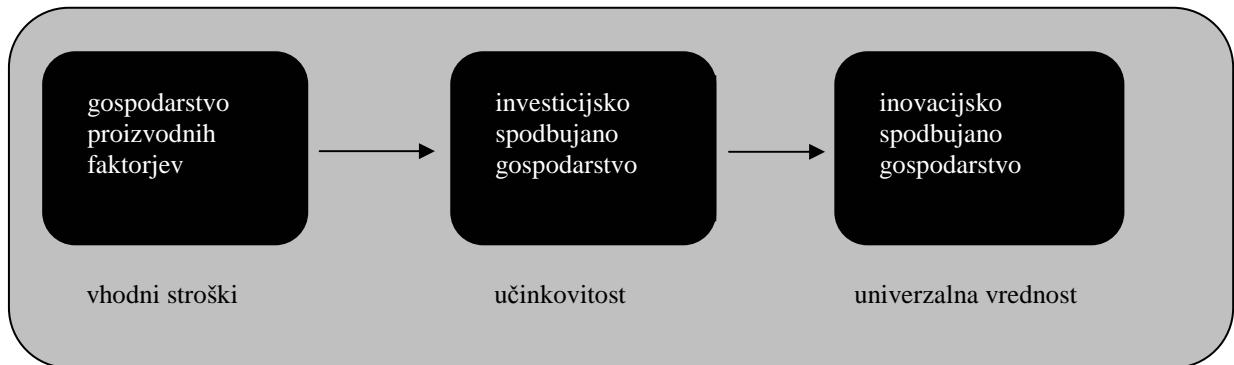 gospodarstvo
proizvodnih
faktorjev
investicijsko
spodbujano
gospodarstvo
inovacijsko
spodbujano
gospodarstvo
vhodni stroški
učinkovitost
univerzalna vrednost